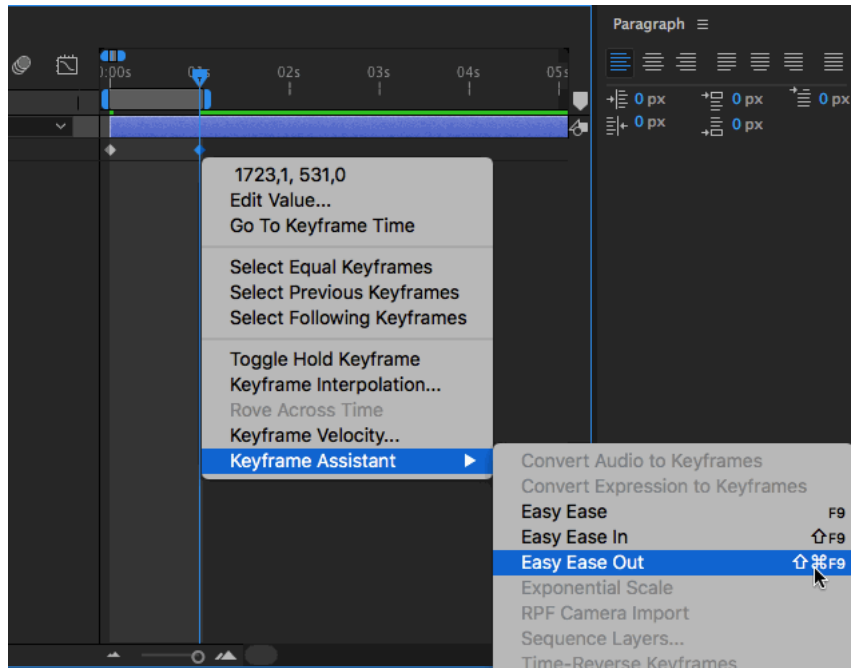 Paragraph
):00s 01s 02s 03s 04s 05s
0 px 0 px 0 px
0 px 0 px
1723,1, 531,0
Edit Value...
Go To Keyframe Time
Select Equal Keyframes
Select Previous Keyframes
Select Following Keyframes
Toggle Hold Keyframe
Keyframe Interpolation...
Rove Across Time
Keyframe Velocity...
Keyframe Assistant
Convert Audio to Keyframes
Convert Expression to Keyframes
Easy Ease F9
Easy Ease In ⇧F9
Easy Ease Out ⇧⌘F9
Exponential Scale
RPF Camera Import
Sequence Layers...
Time-Reverse Keyframes